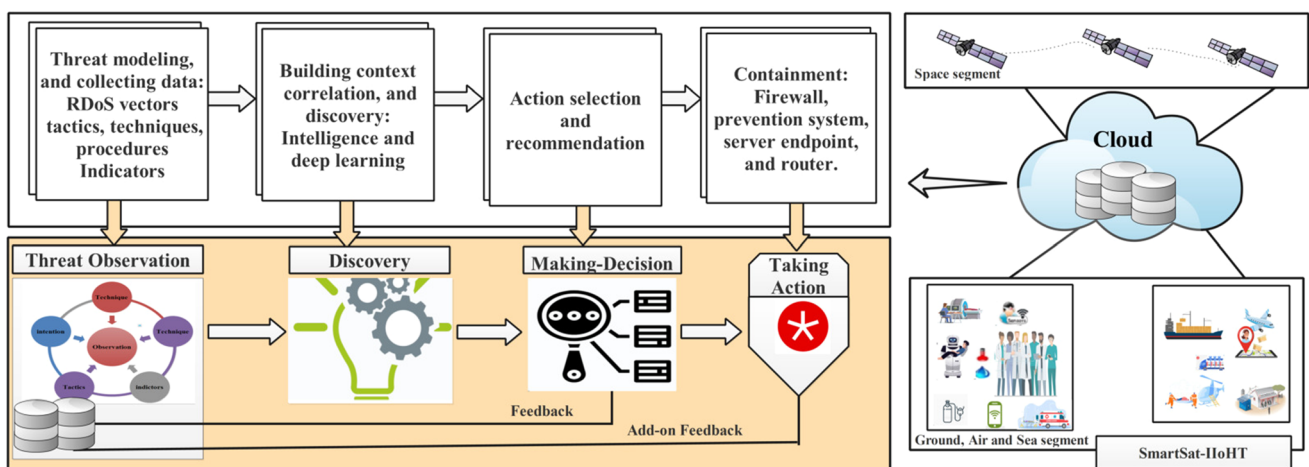 Threat modeling,
and collecting data:
RDoS vectors
tactics, techniques,
procedures
Indicators
Building context
correlation, and
discovery:
Intelligence and
deep learning
Action selection
and
recommendation
Containment:
Firewall,
prevention system,
server endpoint,
and router.
Space segment
Cloud
Threat Observation
Discovery
Making-Decision
Taking
Action
Technique
intention
Technique
Observation
Tactics
indictors
Feedback
Add-on Feedback
Ground, Air and Sea segment
SmartSat-IIoHT